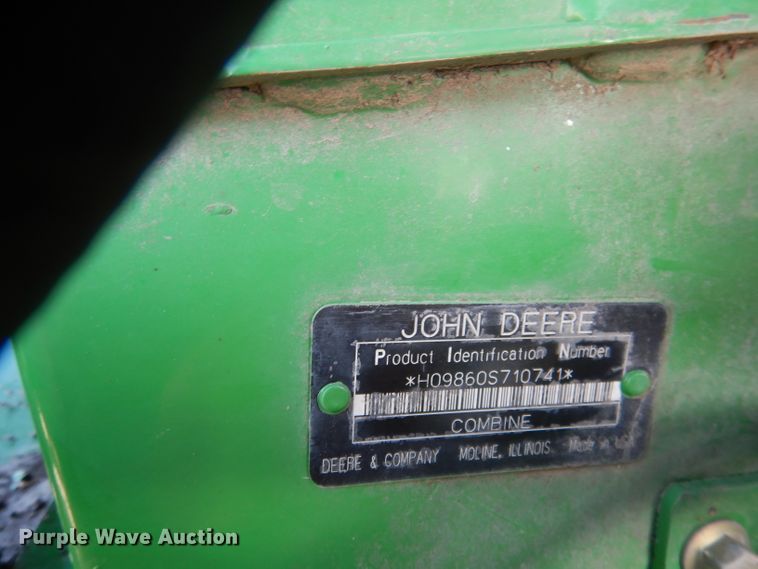 JOHN DEERE
Product Identification Number
*H09860S710741*
COMBINE
DEERE & COMPANY MOLINE, ILLINOIS Made in USA
Purple Wave Auction